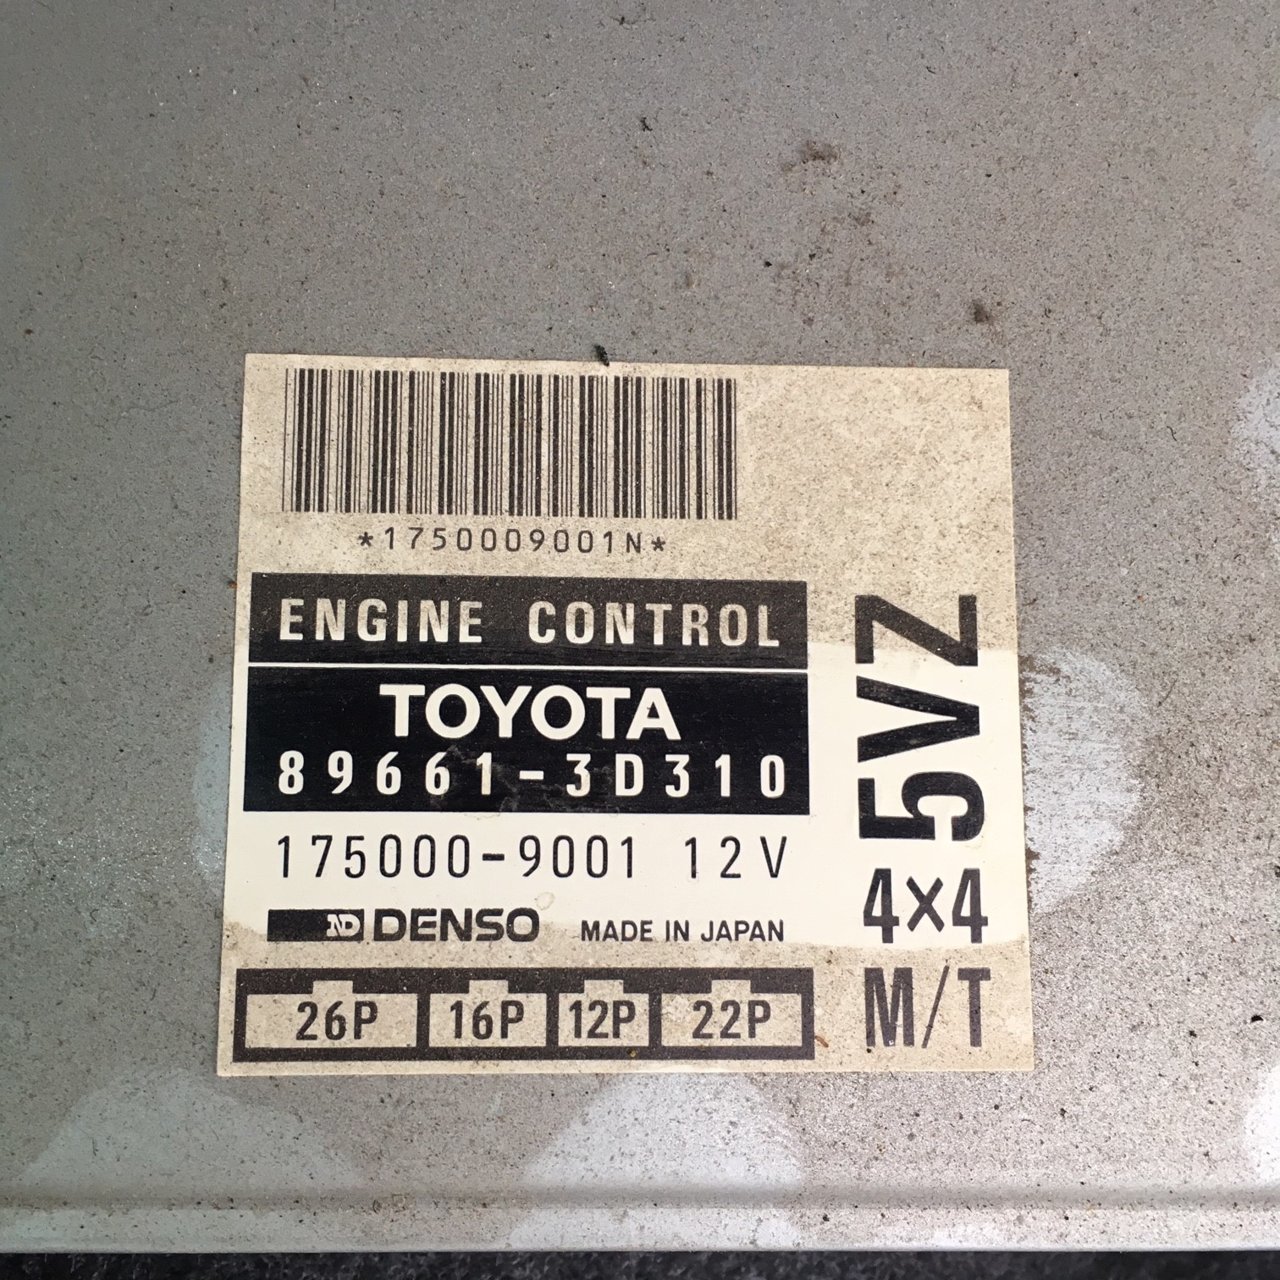 *1750009001N*
ENGINE CONTROL
TOYOTA
89661-3D310
175000-9001 12V
ND DENSO MADE IN JAPAN
26P 16P 12P 22P
5VZ
4×4
M/T